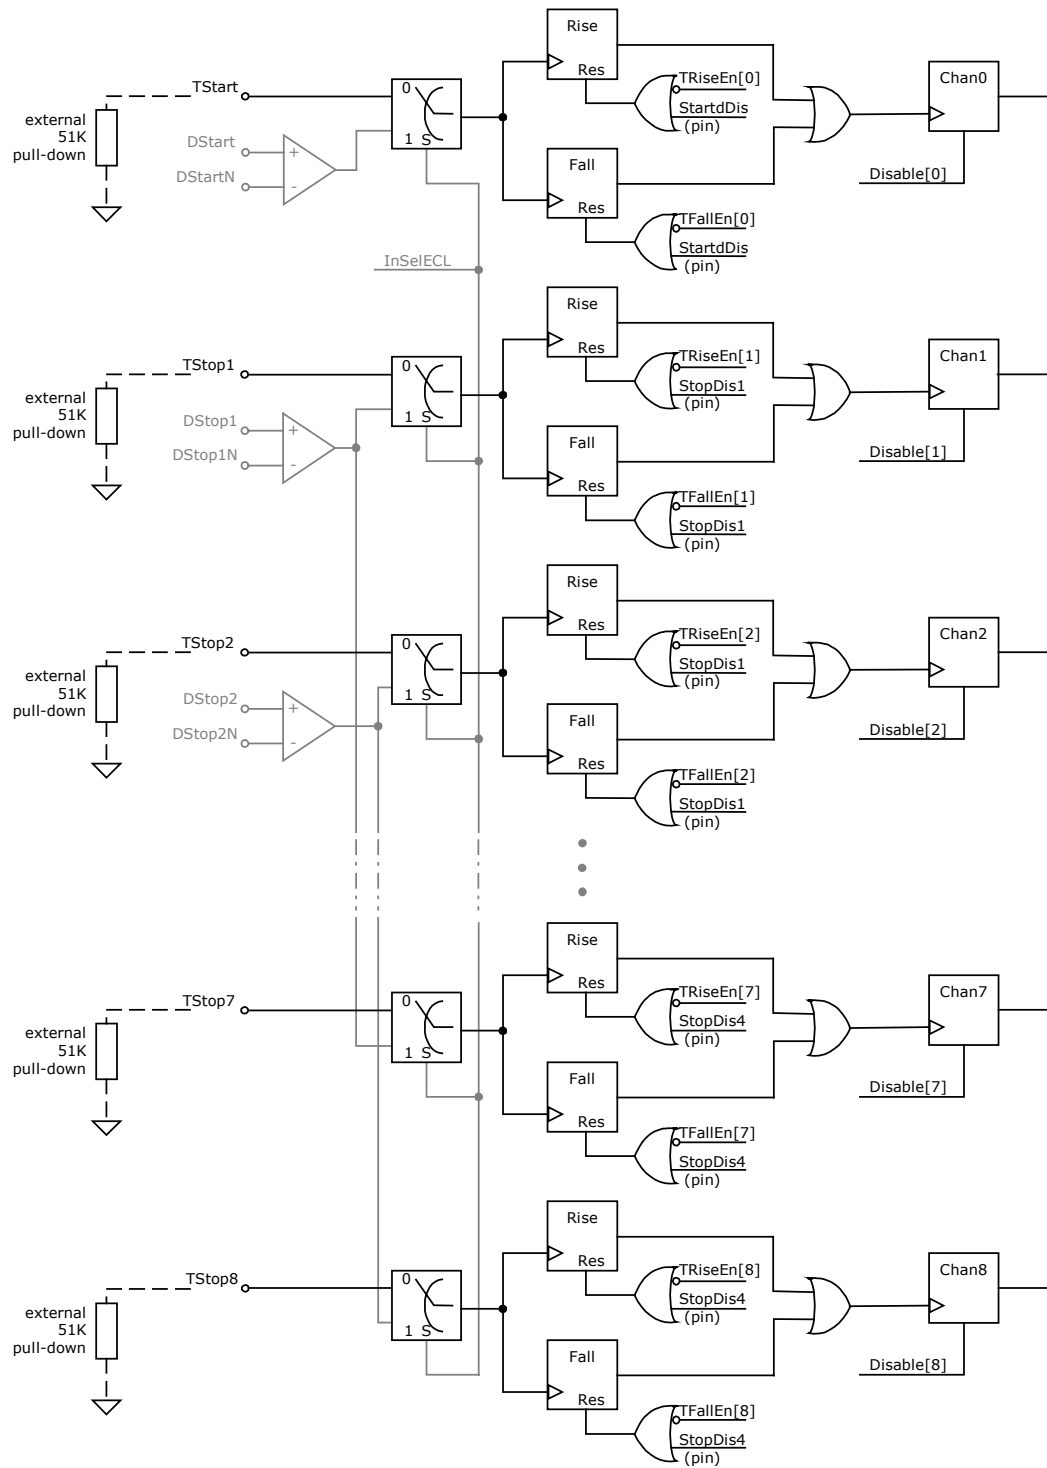 Rise
Res
TStart
0
1 S
TRiseEn[0]
StartdDis
(pin)
Chan0
external
51K
pull-down
DStart
+
DStartN
-
Fall
Res
Disable[0]
TFallEn[0]
StartdDis
(pin)
InSelECL
Rise
Res
TStop1
0
1 S
TRiseEn[1]
StopDis1
(pin)
Chan1
external
51K
pull-down
DStop1
+
DStop1N
-
Fall
Res
Disable[1]
TFallEn[1]
StopDis1
(pin)
Rise
Res
TStop2
0
1 S
TRiseEn[2]
StopDis1
(pin)
Chan2
external
51K
pull-down
DStop2
+
DStop2N
-
Fall
Res
Disable[2]
TFallEn[2]
StopDis1
(pin)
Rise
Res
TStop7
0
1 S
TRiseEn[7]
StopDis4
(pin)
Chan7
external
51K
pull-down
Fall
Res
Disable[7]
TFallEn[7]
StopDis4
(pin)
Rise
Res
TStop8
0
1 S
TRiseEn[8]
StopDis4
(pin)
Chan8
external
51K
pull-down
Fall
Res
Disable[8]
TFallEn[8]
StopDis4
(pin)